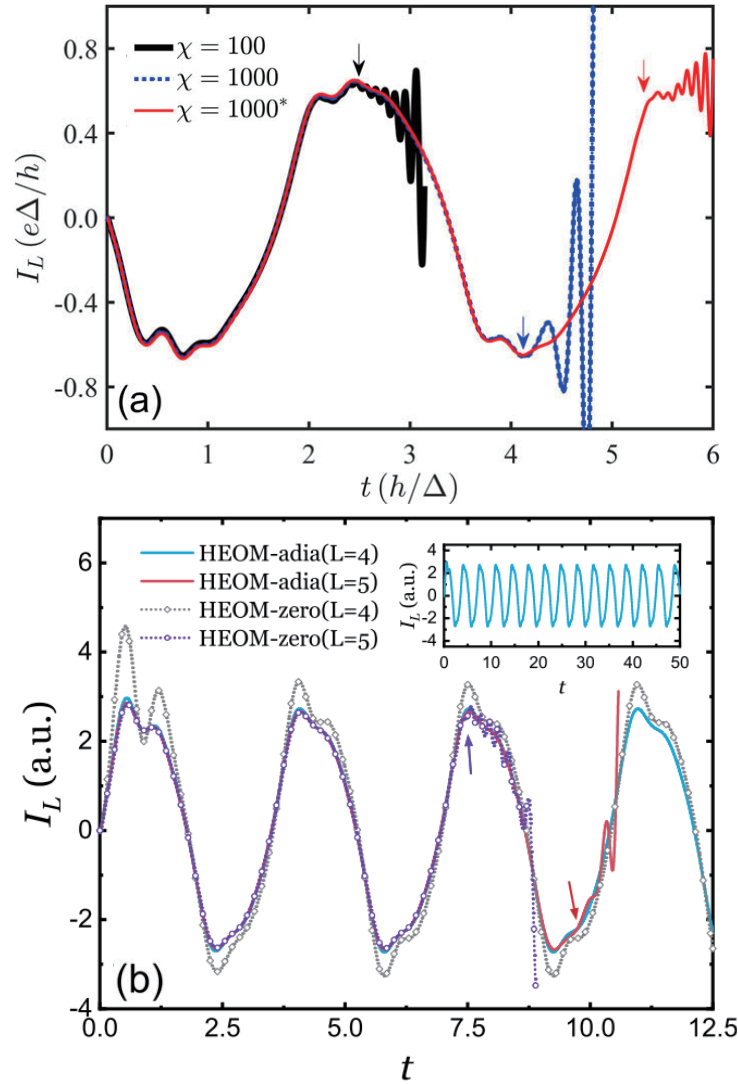 0.8
0.4
0.0
-0.4
-0.8
I_L (eΔ/h)
χ = 100
χ = 1000
χ = 1000*
(a)
0 1 2 3 4 5 6
t (h/Δ)
6
4
2
0
-2
-4
I_L (a.u.)
HEOM-adia(L=4)
HEOM-adia(L=5)
HEOM-zero(L=4)
HEOM-zero(L=5)
4
2
0
-2
-4
I_L (a.u.)
0 10 20 30 40 50
t
(b)
0.0 2.5 5.0 7.5 10.0 12.5
t